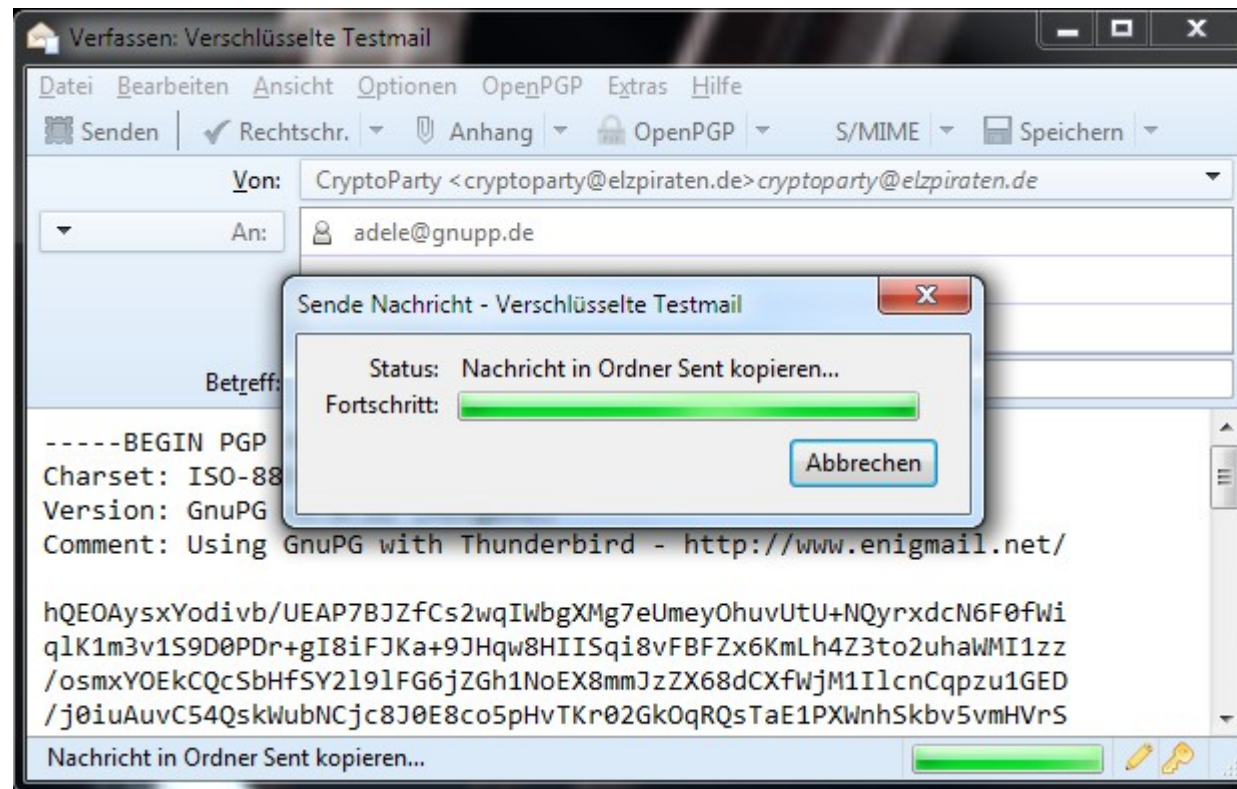 Verfassen: Verschlüsselte Testmail
Datei Bearbeiten Ansicht Optionen OpenPGP Extras Hilfe
Senden Rechtschr. Anhang OpenPGP S/MIME Speichern
Von: CryptoParty <cryptoparty@elzpiraten.de> cryptoparty@elzpiraten.de
An: adele@gnupp.de
Sende Nachricht - Verschlüsselte Testmail
Status: Nachricht in Ordner Sent kopieren...
Fortschritt:
Abbrechen
Betreff:
-----BEGIN PGP
Charset: ISO-88
Version: GnuPG
Comment: Using GnuPG with Thunderbird - http://www.enigmail.net/
hQEOAysxYodivb/UEAP7BJZfCs2wqIWbgXMg7eUmeyOhuvUtU+NQyrxdcN6F0fWi
qlK1m3v1S9D0PDr+gI8iFJKa+9JHqw8HIISqi8vFBFZx6KmLh4Z3to2uhaWMI1zz
/osmxYOEkCQcSbHfSY2l9lFG6jZGh1NoEX8mmJzZX68dCXfWjM1IlcnCqpzu1GED
/j0iuAuvC54QskWubNCjc8J0E8co5pHvTKr02GkOqRQsTaE1PXWnhSkbv5vmHVrS
Nachricht in Ordner Sent kopieren...